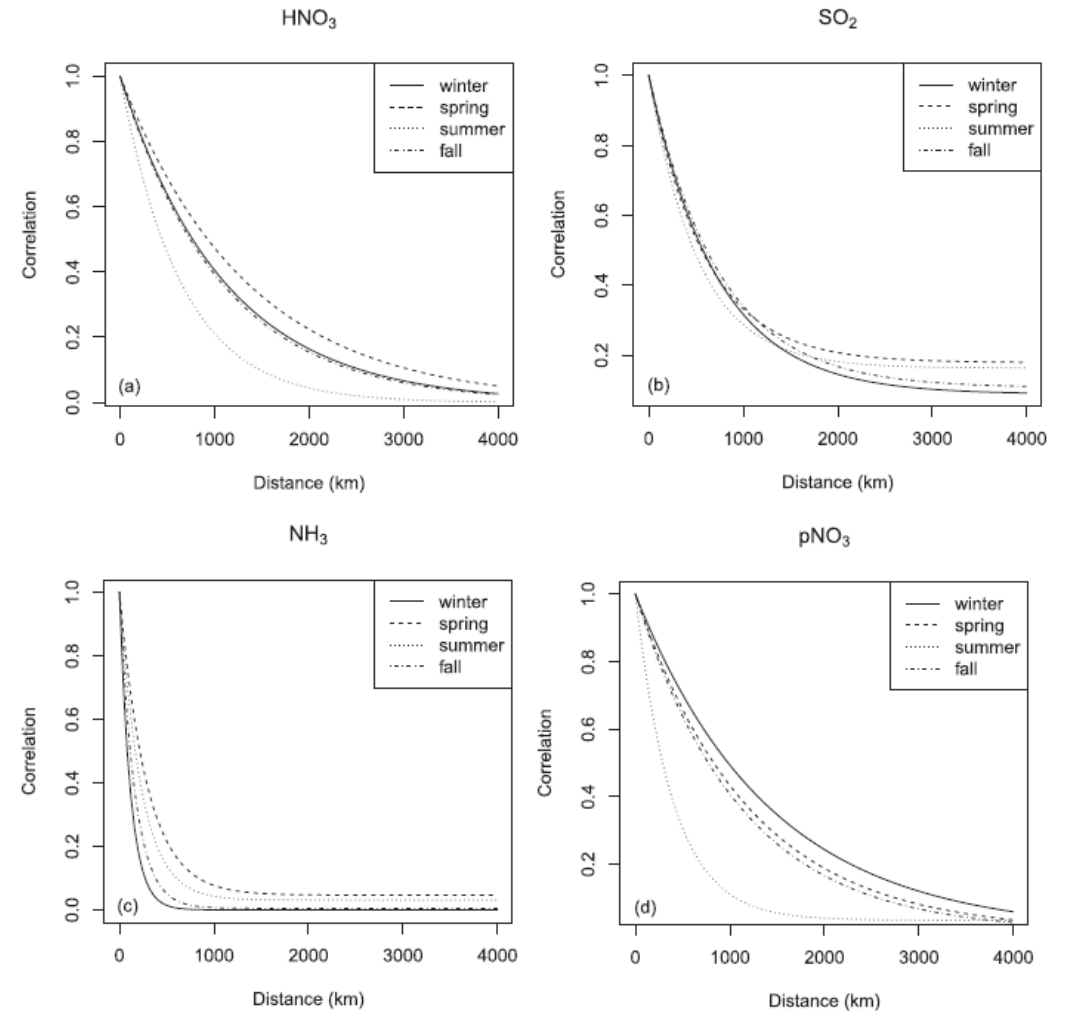 HNO3
winter
spring
summer
fall
Correlation
1.0
0.8
0.6
0.4
0.2
0.0
(a)
0 1000 2000 3000 4000
Distance (km)
SO2
winter
spring
summer
fall
Correlation
1.0
0.8
0.6
0.4
0.2
(b)
0 1000 2000 3000 4000
Distance (km)
NH3
winter
spring
summer
fall
Correlation
1.0
0.8
0.6
0.4
0.2
0.0
(c)
0 1000 2000 3000 4000
Distance (km)
pNO3
winter
spring
summer
fall
Correlation
1.0
0.8
0.6
0.4
0.2
(d)
0 1000 2000 3000 4000
Distance (km)